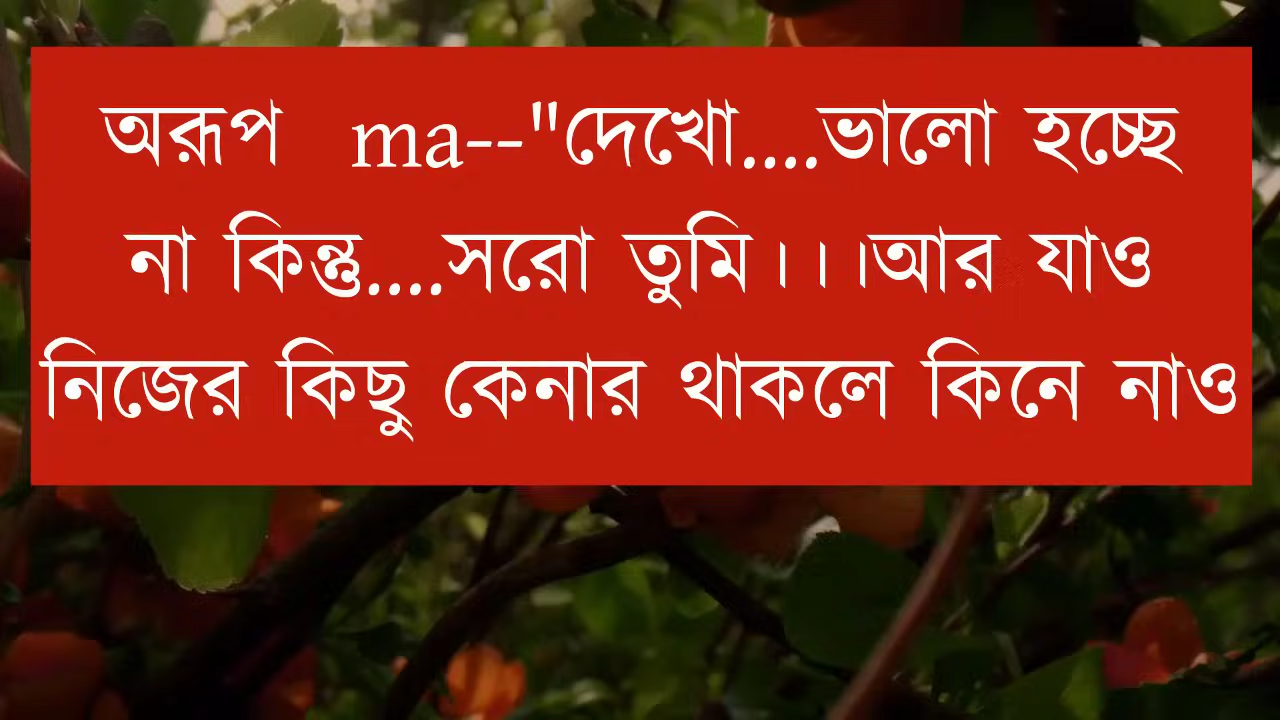 অরূপ ma--"দেখো....ভালো হচ্ছে
না কিন্তু....সরো তুমি।।।আর যাও
নিজের কিছু কেনার থাকলে কিনে নাও